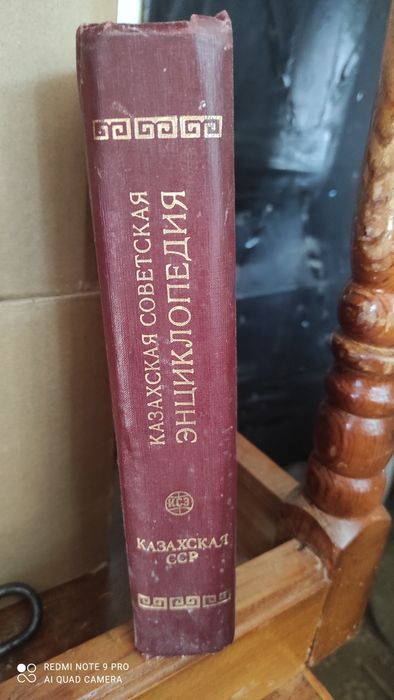 КАЗАХСКАЯ СОВЕТСКАЯ
ЭНЦИКЛОПЕДИЯ
КСЭ
КАЗАХСКАЯ
ССР
REDMI NOTE 9 PRO
AI QUAD CAMERA